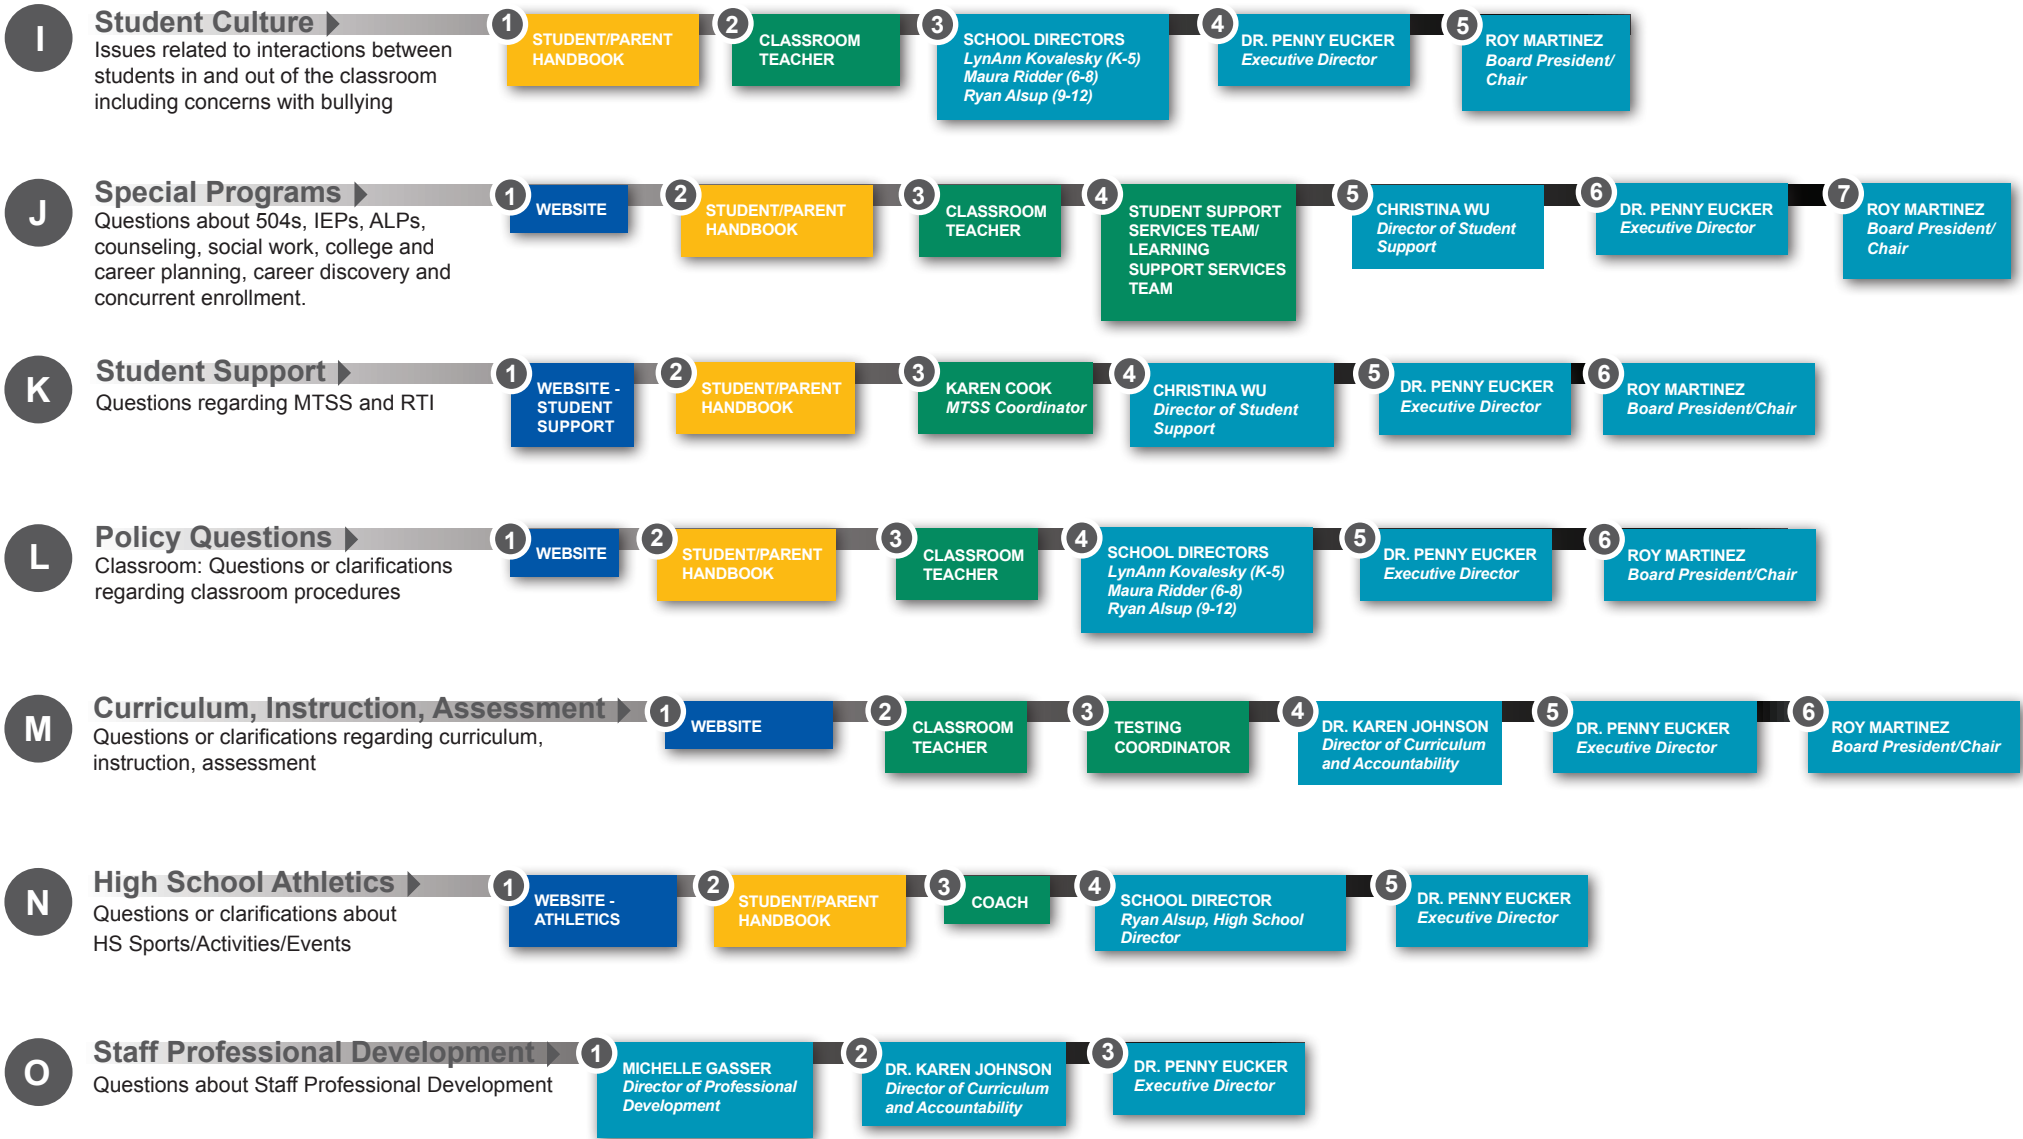 I
Student Culture
Issues related to interactions between
students in and out of the classroom
including concerns with bullying
1
STUDENT/PARENT
HANDBOOK
2
CLASSROOM
TEACHER
3
SCHOOL DIRECTORS
LynAnn Kovalesky (K-5)
Maura Ridder (6-8)
Ryan Alsup (9-12)
4
DR. PENNY EUCKER
Executive Director
5
ROY MARTINEZ
Board President/
Chair
J
Special Programs
Questions about 504s, IEPs, ALPs,
counseling, social work, college and
career planning, career discovery and
concurrent enrollment.
1
WEBSITE
2
STUDENT/PARENT
HANDBOOK
3
CLASSROOM
TEACHER
4
STUDENT SUPPORT
SERVICES TEAM/
LEARNING
SUPPORT SERVICES
TEAM
5
CHRISTINA WU
Director of Student
Support
6
DR. PENNY EUCKER
Executive Director
7
ROY MARTINEZ
Board President/
Chair
K
Student Support
Questions regarding MTSS and RTI
1
WEBSITE -
STUDENT
SUPPORT
2
STUDENT/PARENT
HANDBOOK
3
KAREN COOK
MTSS Coordinator
4
CHRISTINA WU
Director of Student
Support
5
DR. PENNY EUCKER
Executive Director
6
ROY MARTINEZ
Board President/Chair
L
Policy Questions
Classroom: Questions or clarifications
regarding classroom procedures
1
WEBSITE
2
STUDENT/PARENT
HANDBOOK
3
CLASSROOM
TEACHER
4
SCHOOL DIRECTORS
LynAnn Kovalesky (K-5)
Maura Ridder (6-8)
Ryan Alsup (9-12)
5
DR. PENNY EUCKER
Executive Director
6
ROY MARTINEZ
Board President/Chair
M
Curriculum, Instruction, Assessment
Questions or clarifications regarding curriculum,
instruction, assessment
1
WEBSITE
2
CLASSROOM
TEACHER
3
TESTING
COORDINATOR
4
DR. KAREN JOHNSON
Director of Curriculum
and Accountability
5
DR. PENNY EUCKER
Executive Director
6
ROY MARTINEZ
Board President/Chair
N
High School Athletics
Questions or clarifications about
HS Sports/Activities/Events
1
WEBSITE -
ATHLETICS
2
STUDENT/PARENT
HANDBOOK
3
COACH
4
SCHOOL DIRECTOR
Ryan Alsup, High School
Director
5
DR. PENNY EUCKER
Executive Director
O
Staff Professional Development
Questions about Staff Professional Development
1
MICHELLE GASSER
Director of Professional
Development
2
DR. KAREN JOHNSON
Director of Curriculum
and Accountability
3
DR. PENNY EUCKER
Executive Director